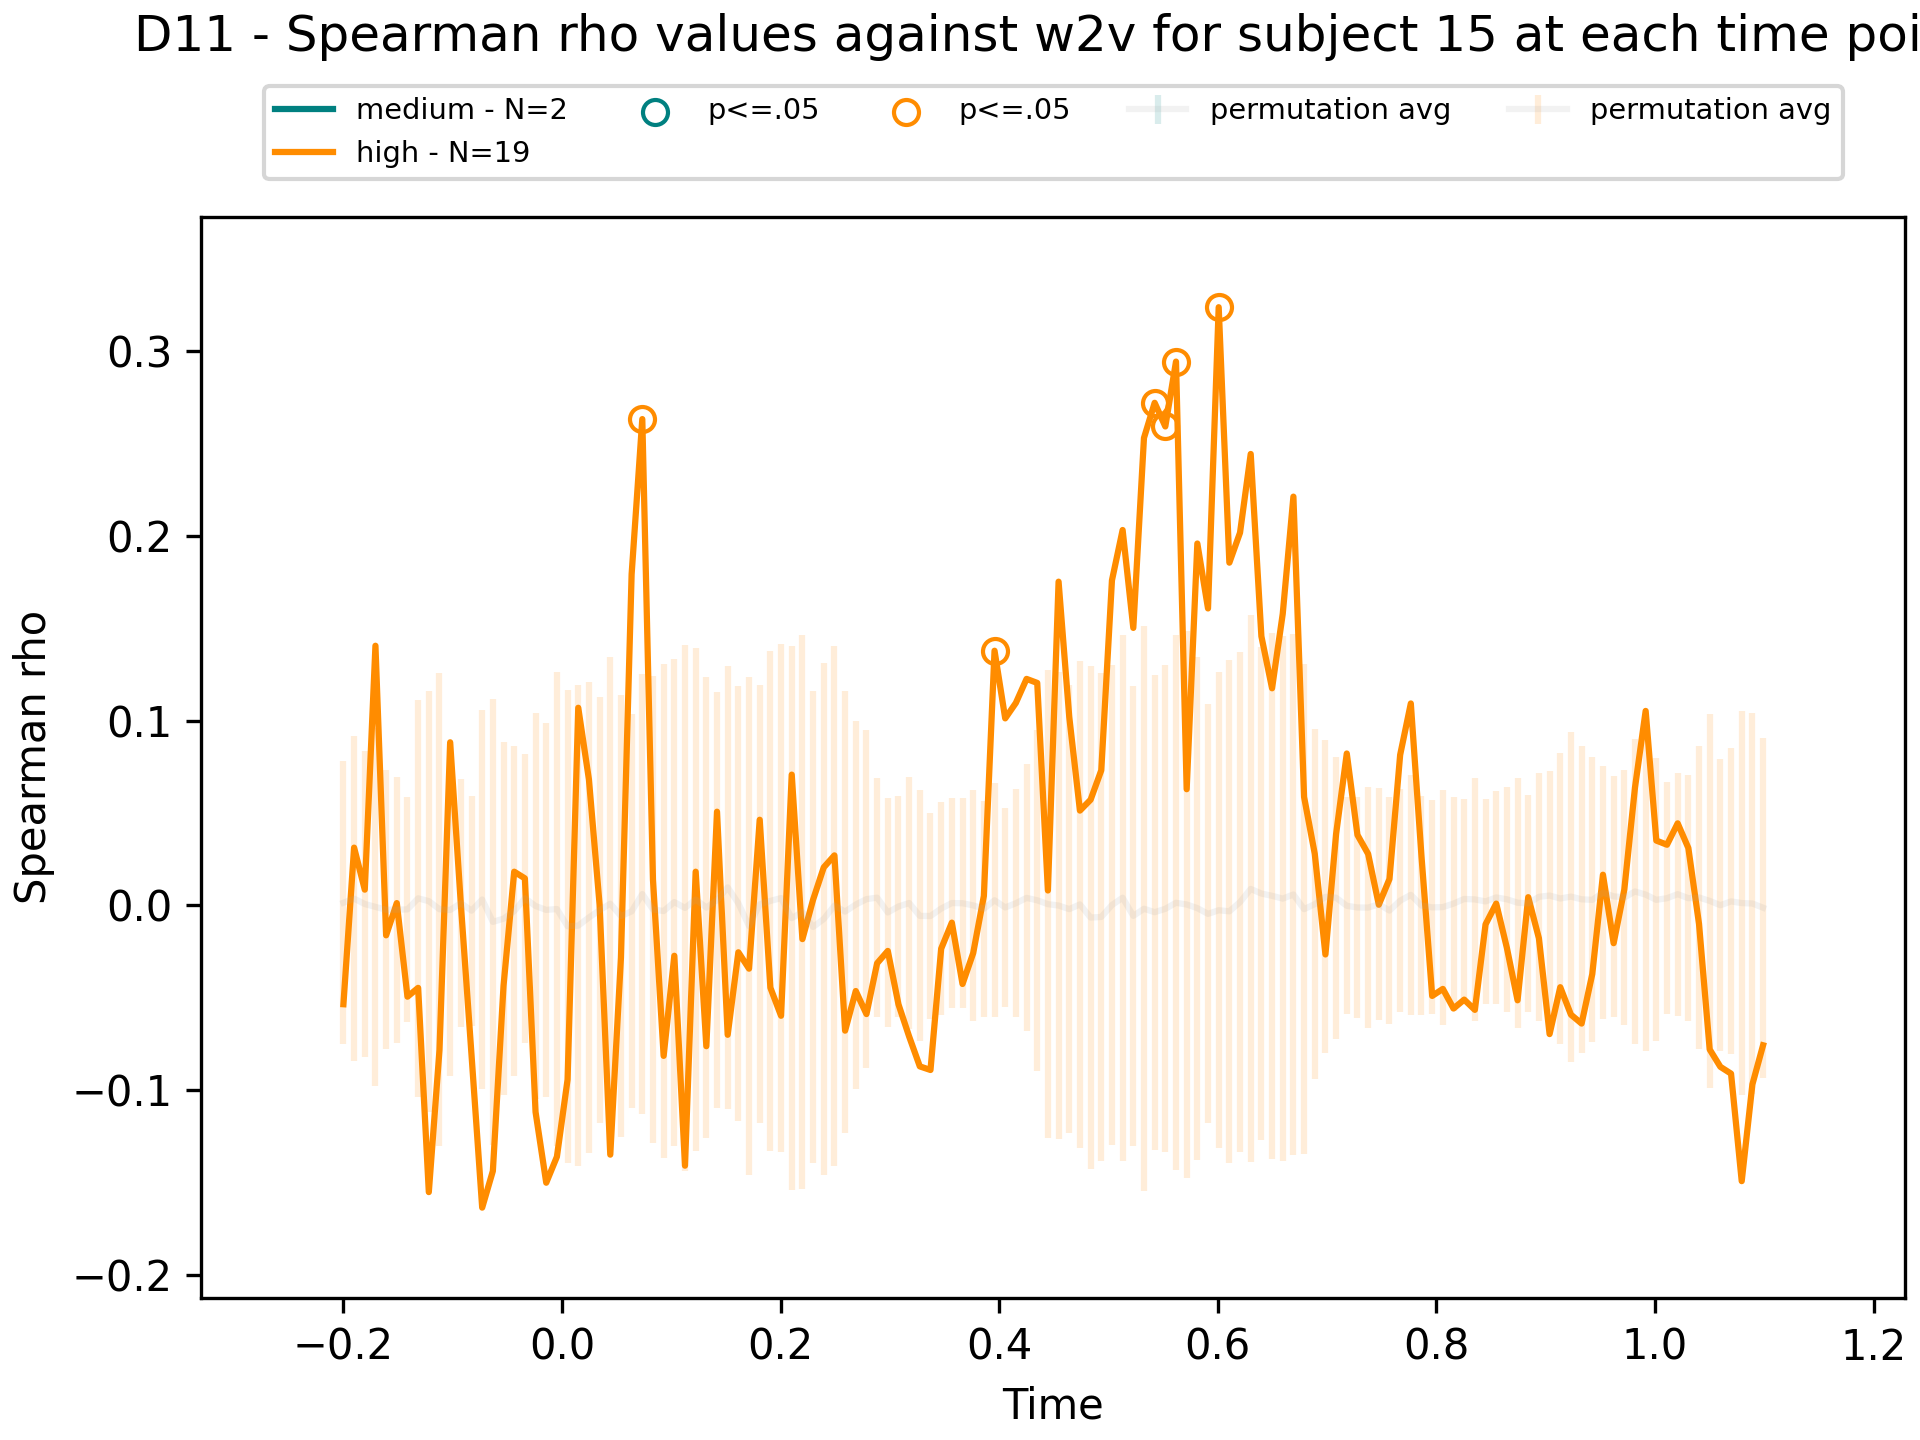 D11 - Spearman rho values against w2v for subject 15 at each time poi
medium - N=2
high - N=19
p<=.05
p<=.05
permutation avg
permutation avg
Spearman rho
0.3
0.2
0.1
0.0
−0.1
−0.2
−0.2
0.0
0.2
0.4
0.6
0.8
1.0
1.2
Time